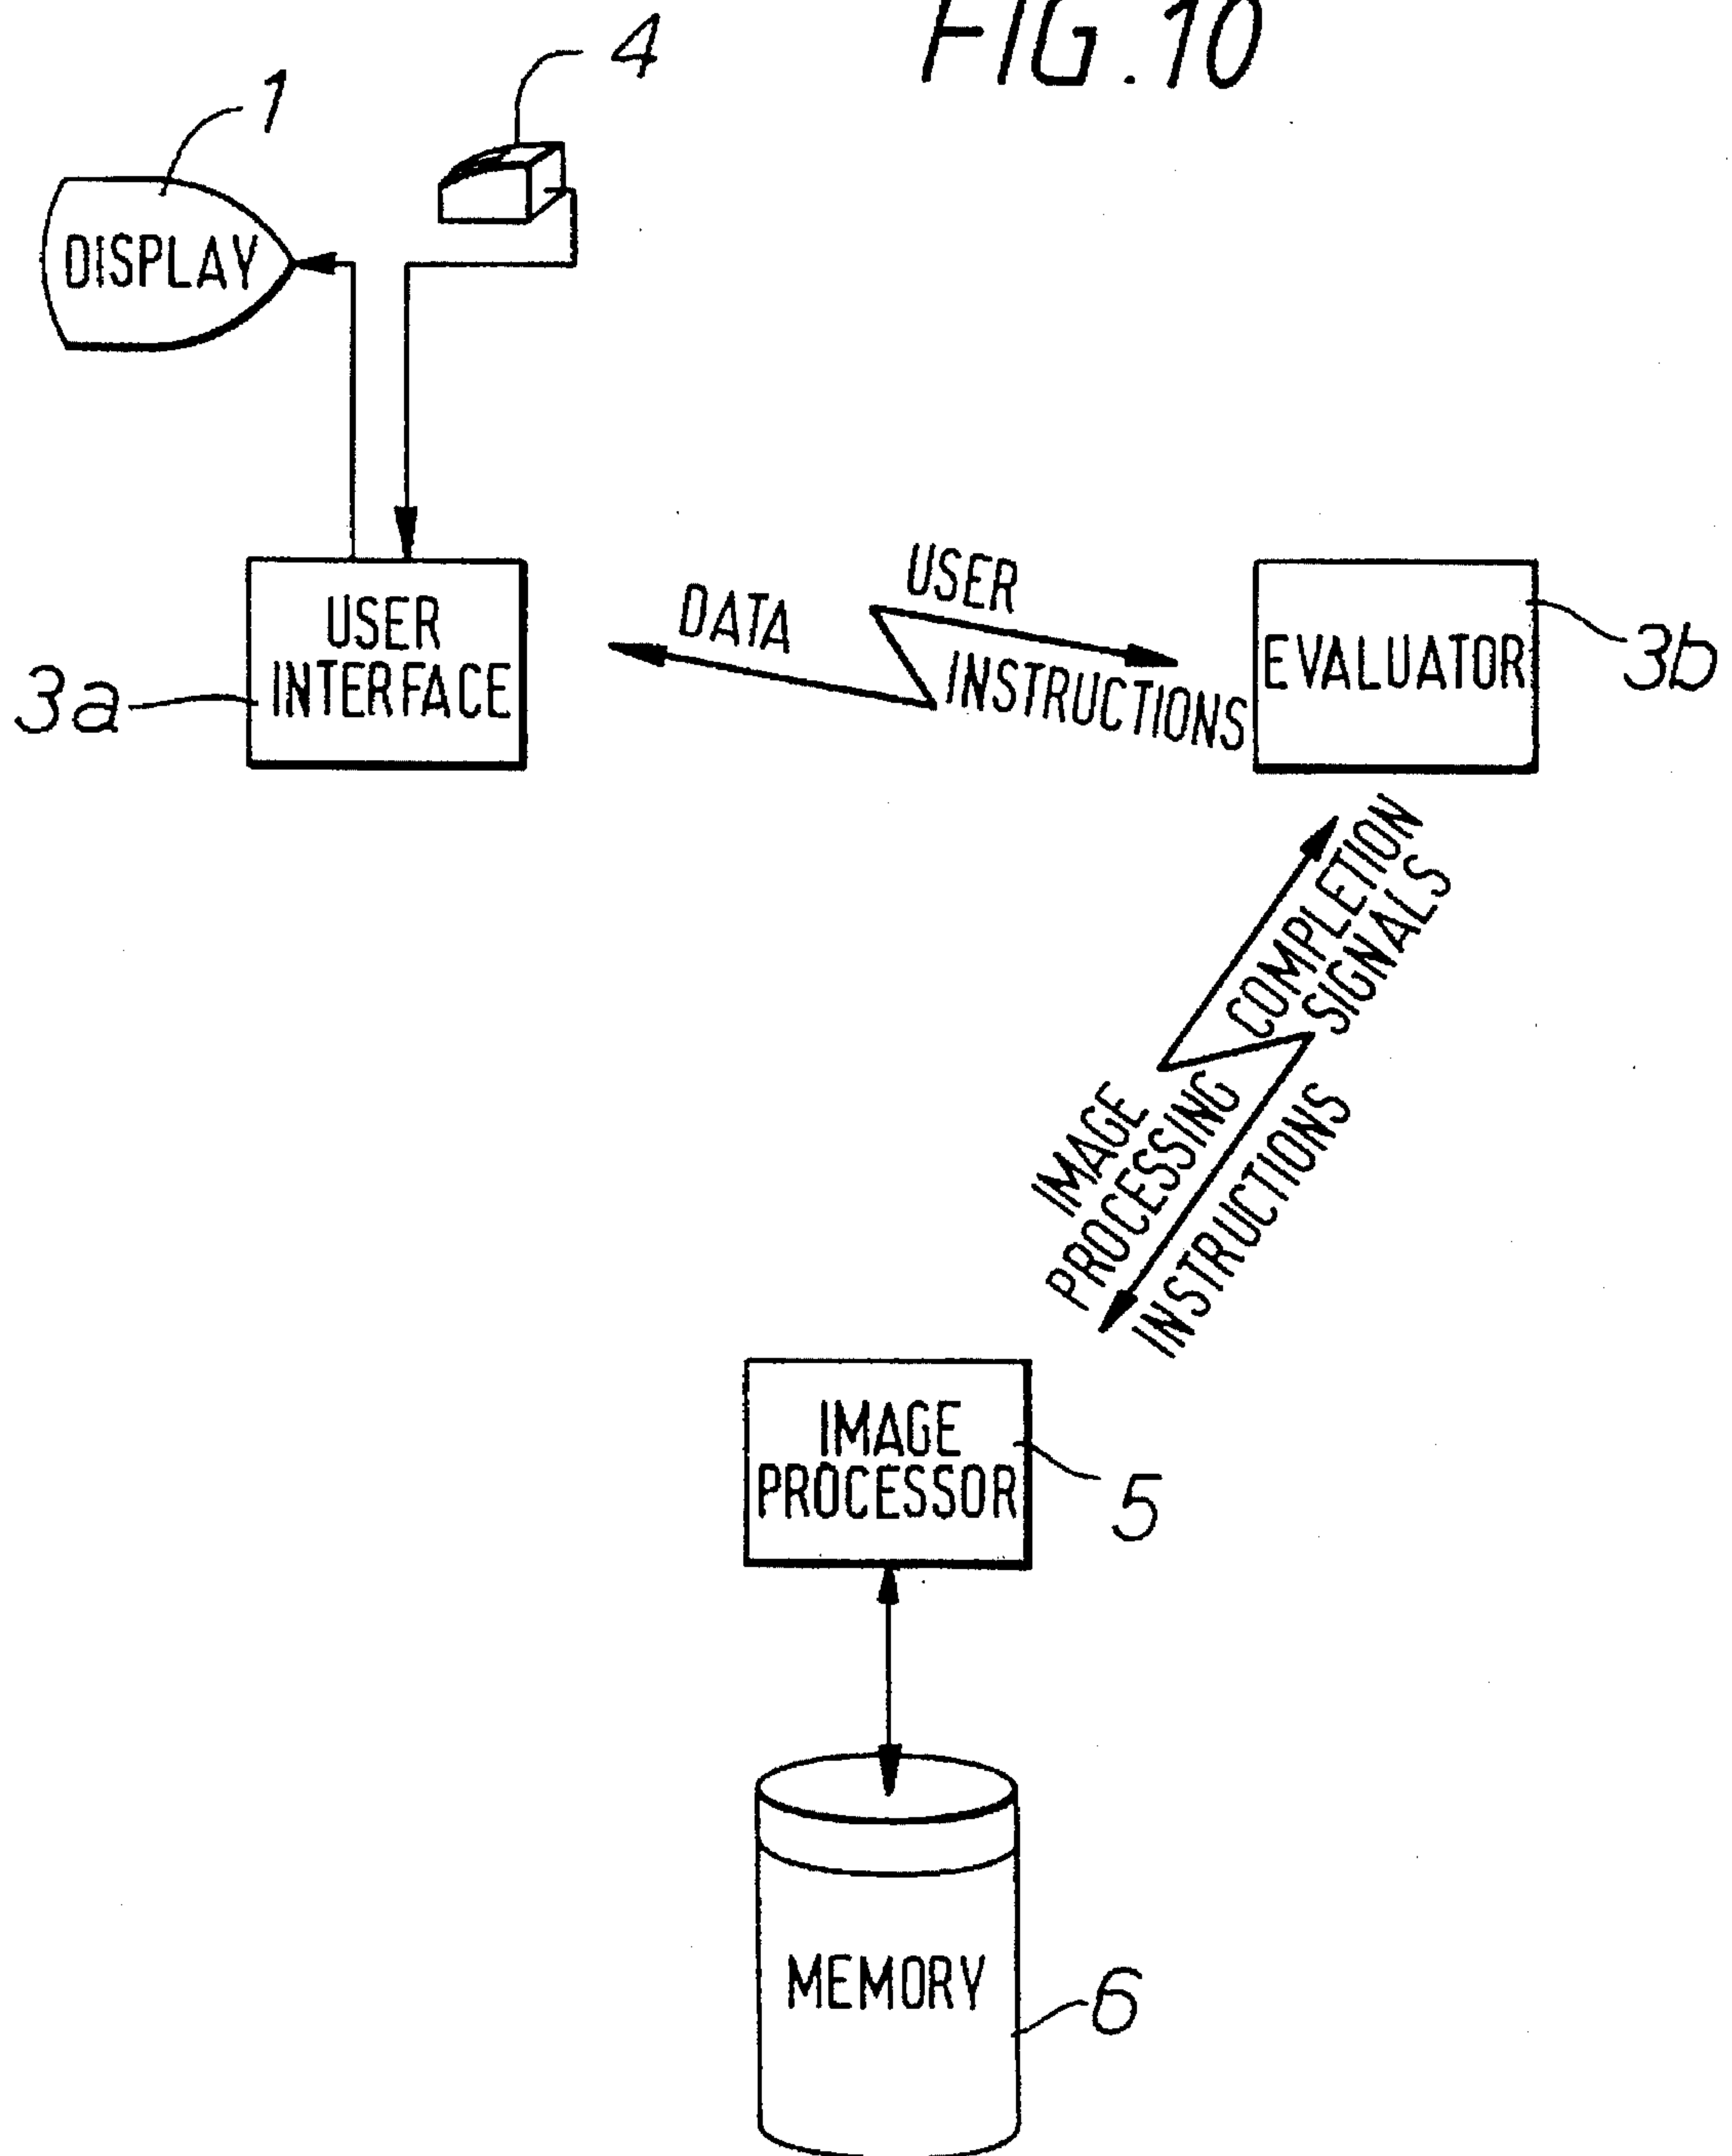 FIG.10
4
1
DISPLAY
USER
INTERFACE
3a
DATA
USER
INSTRUCTIONS
EVALUATOR
3b
COMPLETION
SIGNALS
IMAGE
PROCESSING
INSTRUCTIONS
IMAGE
PROCESSOR
5
MEMORY
6